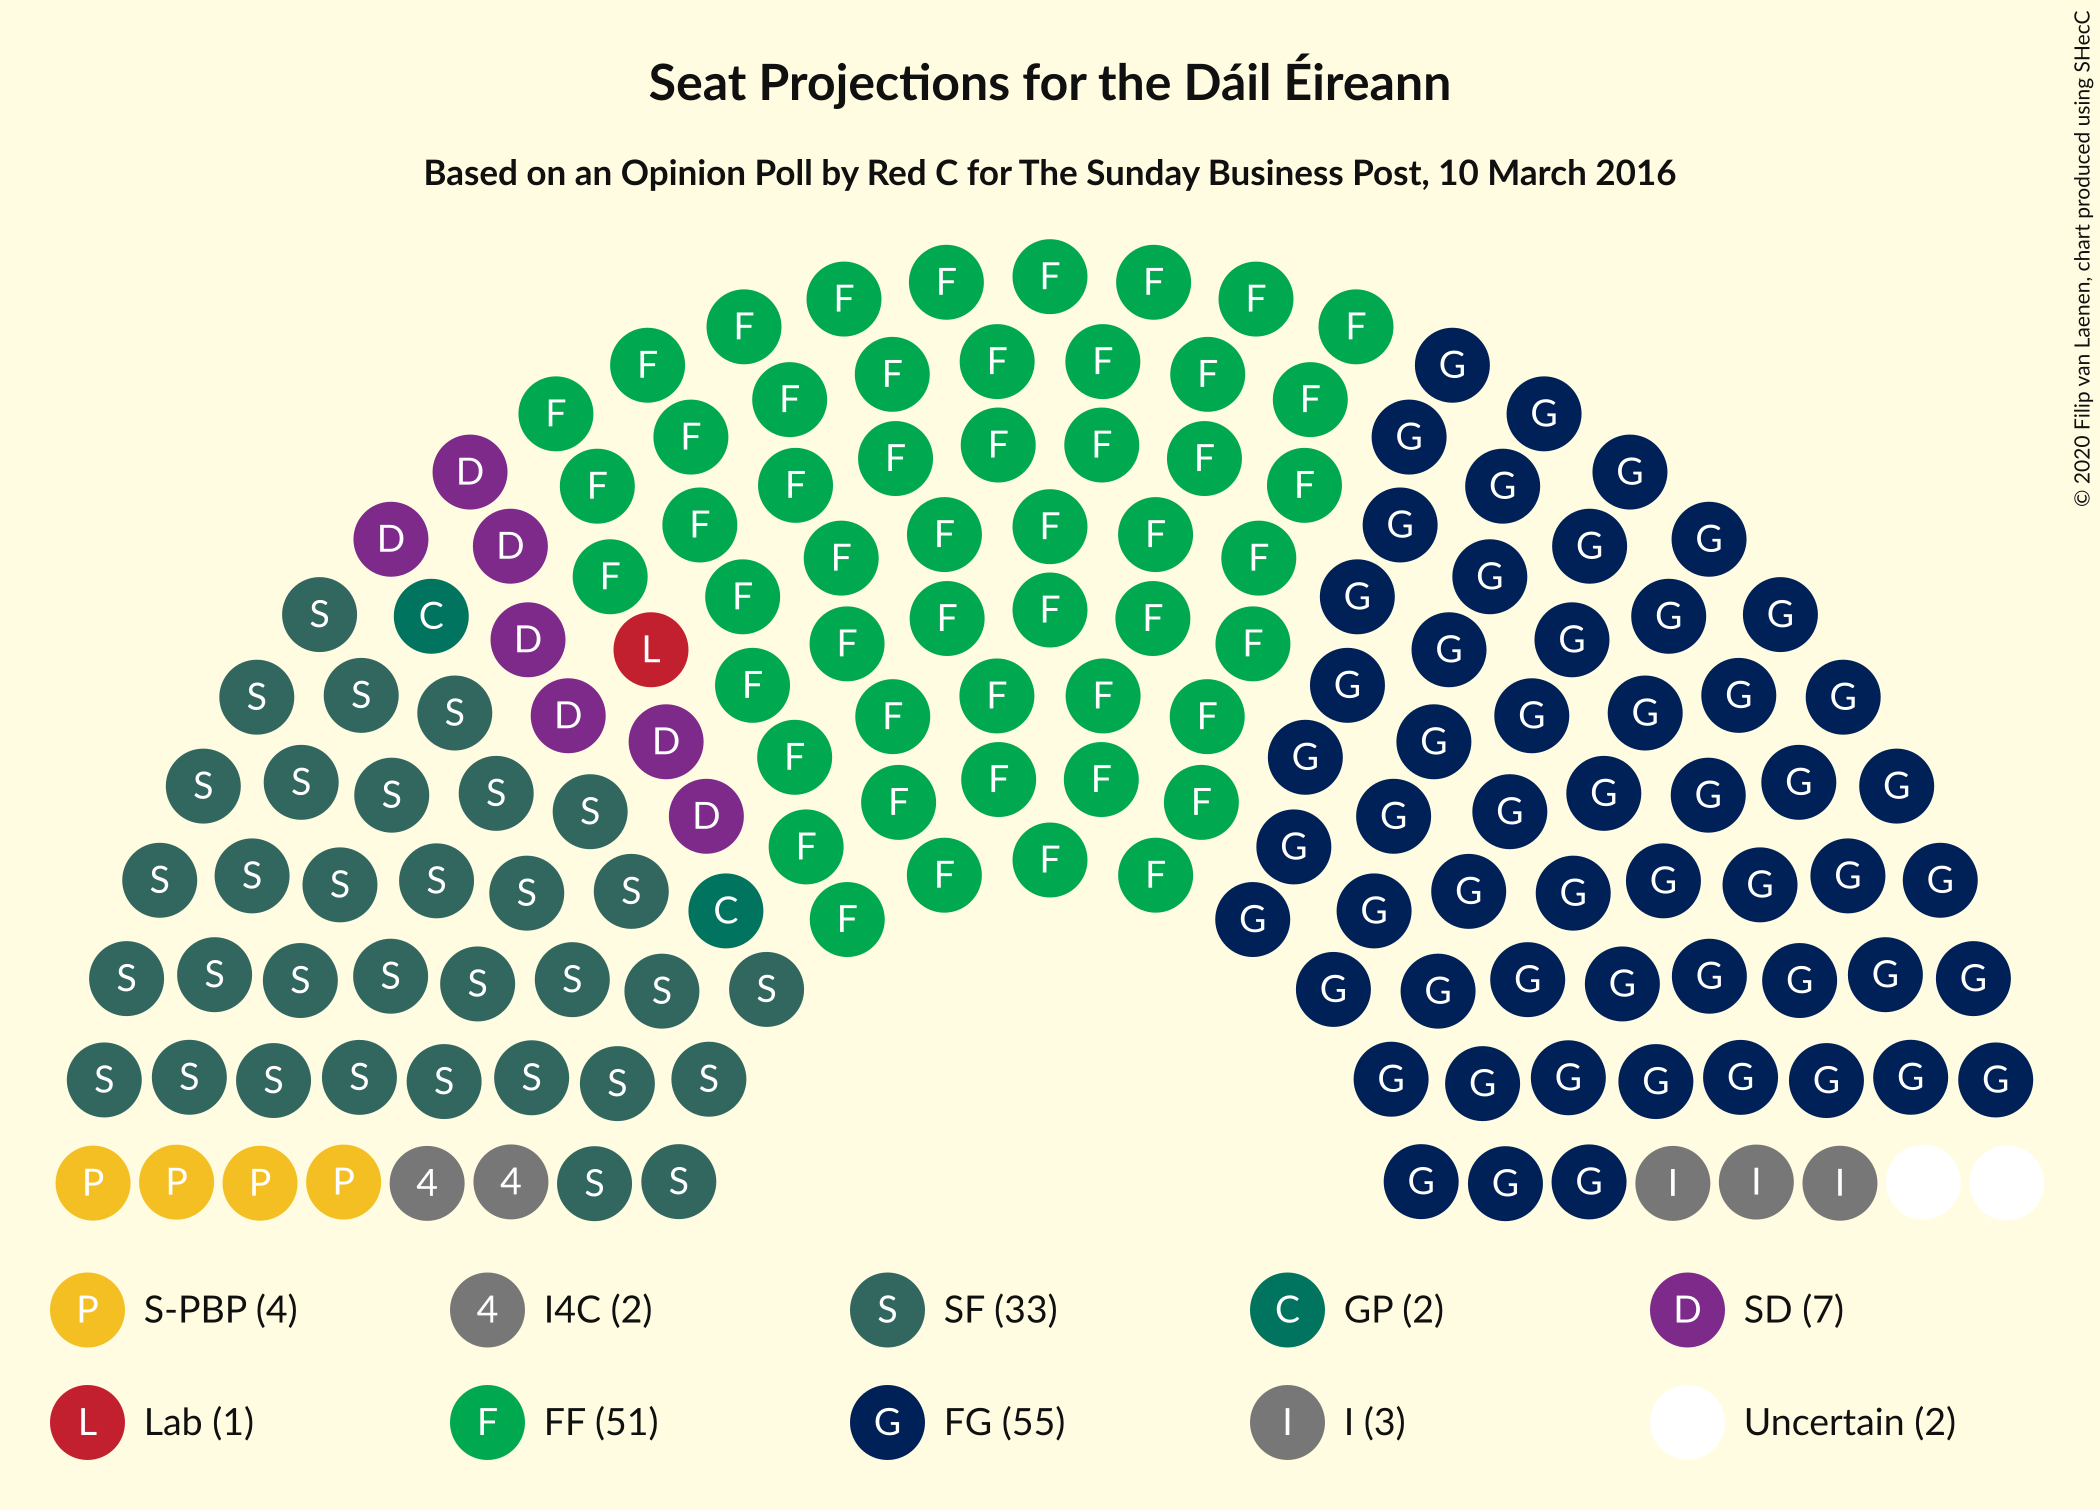 Seat Projections for the Dáil Éireann
Based on an Opinion Poll by Red C for The Sunday Business Post, 10 March 2016
© 2020 Filip van Laenen, chart produced using SHecC
F F F F F
F F F G
F F F F
F F F G G
F F G
D F F F F F F G G
D D F F F F F G G G
S C D F F F F F G G G G G
S S S D L F F F F F G G G G G
S S S S S D D F F F F F G G G G G G G
S S S S S S C D F F F F F F G G G G G G G G
S S S S S S S S F F F F G G G G G G G G
S S S S S S S S G G G G G G G G
P P P P 4 4 S S G G G I I I
P S-PBP (4) 4 I4C (2) S SF (33) C GP (2) D SD (7)
L Lab (1) F FF (51) G FG (55) I I (3) Uncertain (2)